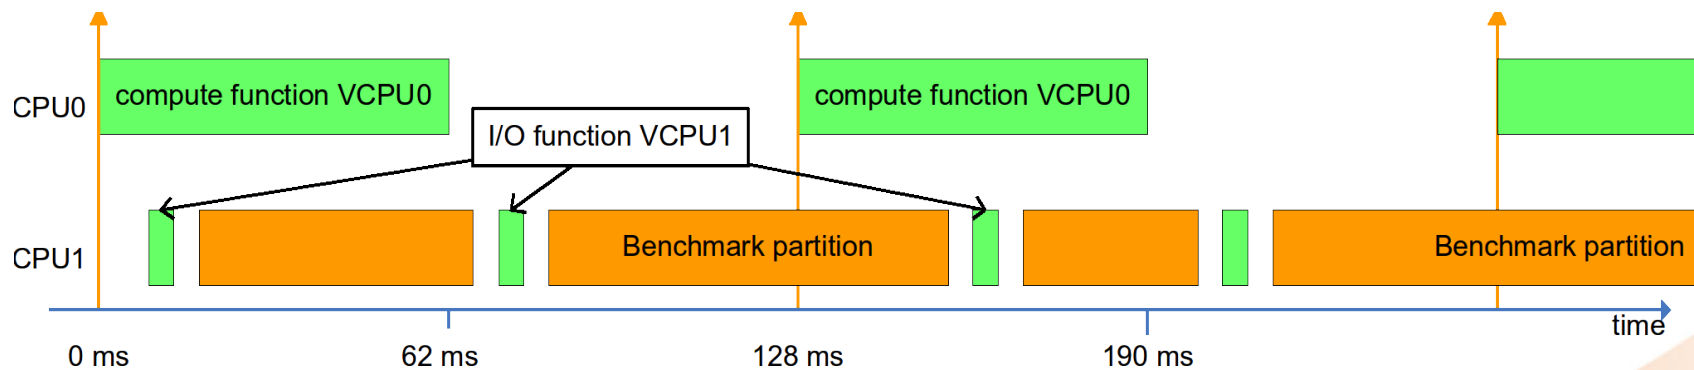 CPU0
compute function VCPU0
compute function VCPU0
I/O function VCPU1
CPU1
Benchmark partition
Benchmark partition
time
0 ms
62 ms
128 ms
190 ms